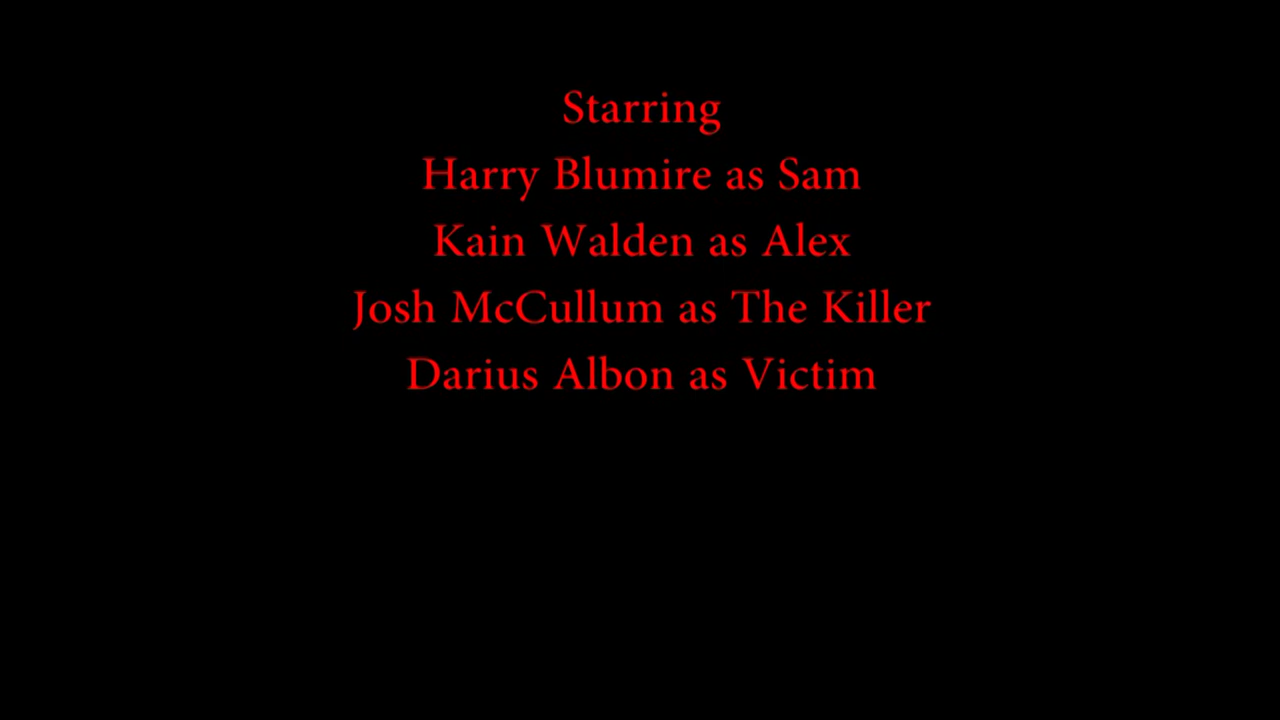 Starring
Harry Blumire as Sam
Kain Walden as Alex
Josh McCullum as The Killer
Darius Albon as Victim